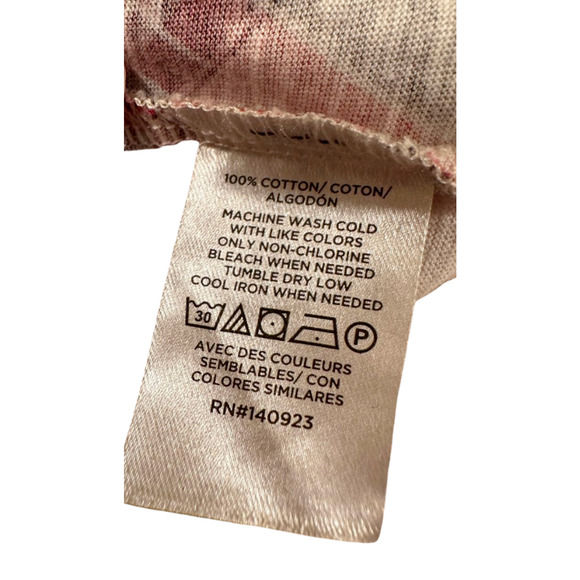 100% COTTON/ COTON/
ALGODÓN
MACHINE WASH COLD
WITH LIKE COLORS
ONLY NON-CHLORINE
BLEACH WHEN NEEDED
TUMBLE DRY LOW
COOL IRON WHEN NEEDED
30 P
AVEC DES COULEURS
SEMBLABLES/ CON
COLORES SIMILARES
RN#140923